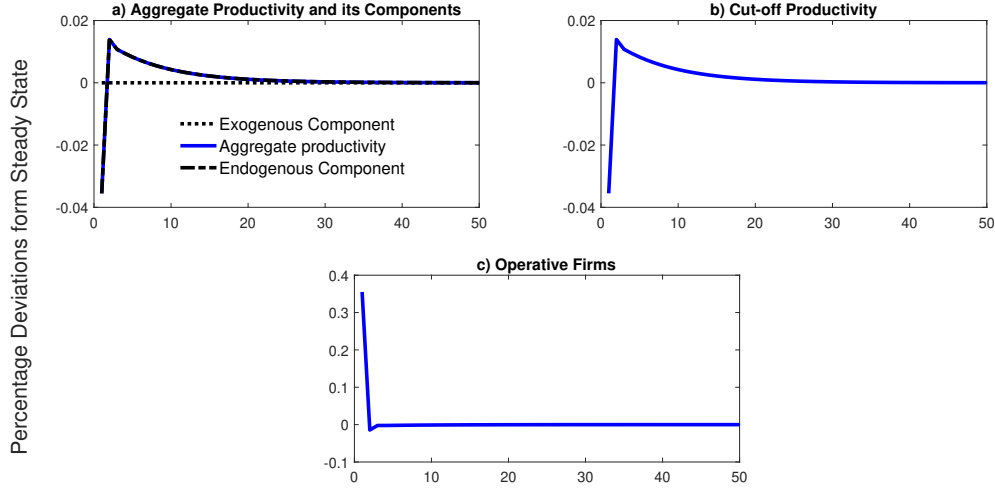 a) Aggregate Productivity and its Components
0.02
0
-0.02
-0.04
0 10 20 30 40 50
Exogenous Component
Aggregate productivity
Endogenous Component
b) Cut-off Productivity
0.02
0
-0.02
-0.04
0 10 20 30 40 50
Percentage Deviations form Steady State
c) Operative Firms
0.4
0.3
0.2
0.1
0
-0.1
0 10 20 30 40 50